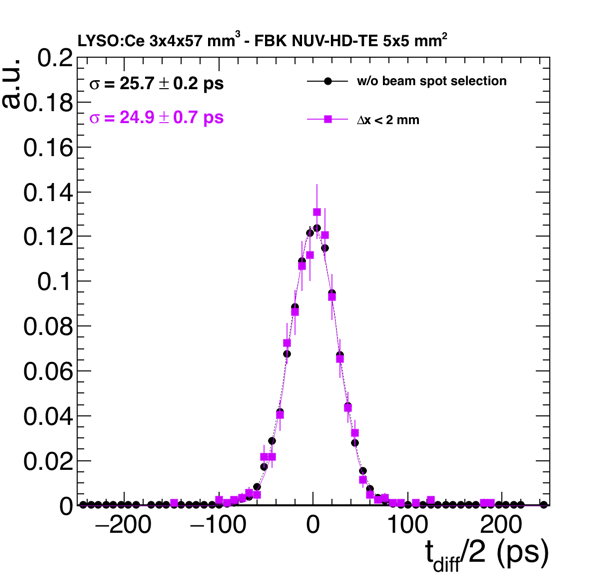 LYSO:Ce 3x4x57 mm³ - FBK NUV-HD-TE 5x5 mm²
a.u.
σ = 25.7 ± 0.2 ps
w/o beam spot selection
σ = 24.9 ± 0.7 ps
Δx < 2 mm
0.2
0.18
0.16
0.14
0.12
0.1
0.08
0.06
0.04
0.02
0
−200 −100 0 100 200
t_diff/2 (ps)